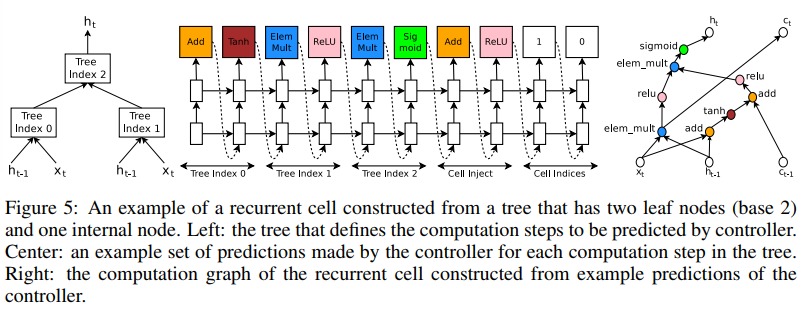 h_t
Tree
Index 2
Tree
Index 0
Tree
Index 1
h_t-1
x_t
h_t-1
x_t
Add
Tanh
Elem
Mult
ReLU
Elem
Mult
Sig
moid
Add
ReLU
1
0
Tree Index 0
Tree Index 1
Tree Index 2
Cell Inject
Cell Indices
h_t
c_t
sigmoid
elem_mult
relu
relu
add
tanh
elem_mult
add
x_t
h_t-1
c_t-1
Figure 5: An example of a recurrent cell constructed from a tree that has two leaf nodes (base 2)
and one internal node. Left: the tree that defines the computation steps to be predicted by controller.
Center: an example set of predictions made by the controller for each computation step in the tree.
Right: the computation graph of the recurrent cell constructed from example predictions of the
controller.